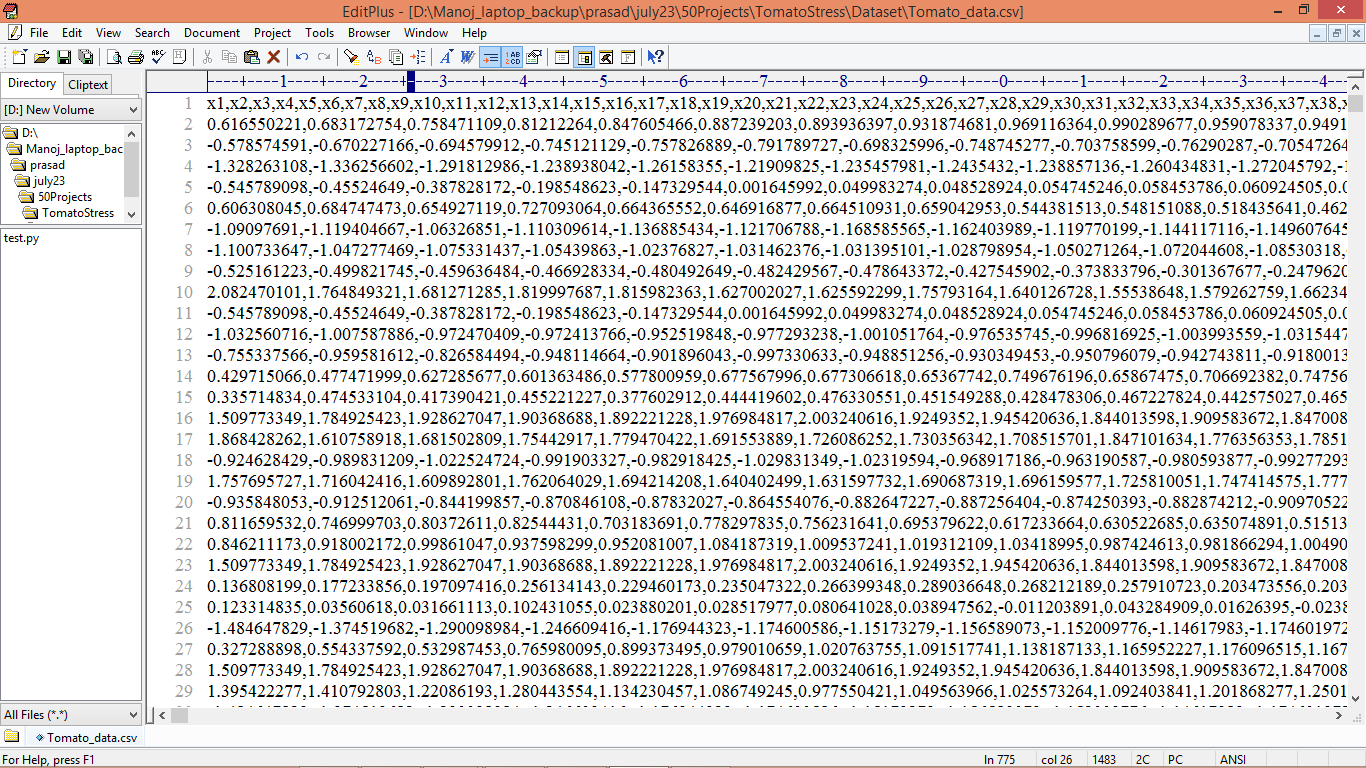 EditPlus - [D:\Manoj_laptop_backup\prasad\july23\50Projects\TomatoStress\Dataset\Tomato_data.csv]
File Edit View Search Document Project Tools Browser Window Help
Directory Cliptext
[D:] New Volume
D:\
Manoj_laptop_bac
prasad
july23
50Projects
TomatoStress
test.py
All Files (*.*)
----+----1----+----2----+----3----+----4----+----5----+----6----+----7----+----8----+----9----+----0----+----1----+----2----+----3----+----4--
1 x1,x2,x3,x4,x5,x6,x7,x8,x9,x10,x11,x12,x13,x14,x15,x16,x17,x18,x19,x20,x21,x22,x23,x24,x25,x26,x27,x28,x29,x30,x31,x32,x33,x34,x35,x36,x37,x38,x
2 0.616550221,0.683172754,0.758471109,0.81212264,0.847605466,0.887239203,0.893936397,0.931874681,0.969116364,0.990289677,0.959078337,0.9491
3 -0.578574591,-0.670227166,-0.694579912,-0.745121129,-0.757826889,-0.791789727,-0.698325996,-0.748745277,-0.703758599,-0.76290287,-0.70547264
4 -1.328263108,-1.336256602,-1.291812986,-1.238938042,-1.26158355,-1.21909825,-1.235457981,-1.2435432,-1.238857136,-1.260434831,-1.272045792,-1
5 -0.545789098,-0.45524649,-0.387828172,-0.198548623,-0.147329544,0.001645992,0.049983274,0.048528924,0.054745246,0.058453786,0.060924505,0.0
6 0.606308045,0.684747473,0.654927119,0.727093064,0.664365552,0.646916877,0.664510931,0.659042953,0.544381513,0.548151088,0.518435641,0.462
7 -1.09097691,-1.119404667,-1.06326851,-1.110309614,-1.136885434,-1.121706788,-1.168585565,-1.162403989,-1.119770199,-1.144117116,-1.149607645
8 -1.100733647,-1.047277469,-1.075331437,-1.05439863,-1.02376827,-1.031462376,-1.031395101,-1.028798954,-1.050271264,-1.072044608,-1.08530318,-
9 -0.525161223,-0.499821745,-0.459636484,-0.466928334,-0.480492649,-0.482429567,-0.478643372,-0.427545902,-0.373833796,-0.301367677,-0.2479620
10 2.082470101,1.764849321,1.681271285,1.819997687,1.815982363,1.627002027,1.625592299,1.75793164,1.640126728,1.55538648,1.579262759,1.66234
11 -0.545789098,-0.45524649,-0.387828172,-0.198548623,-0.147329544,0.001645992,0.049983274,0.048528924,0.054745246,0.058453786,0.060924505,0.0
12 -1.032560716,-1.007587886,-0.972470409,-0.972413766,-0.952519848,-0.977293238,-1.001051764,-0.976535745,-0.996816925,-1.003993559,-1.0315447
13 -0.755337566,-0.959581612,-0.826584494,-0.948114664,-0.901896043,-0.997330633,-0.948851256,-0.930349453,-0.950796079,-0.942743811,-0.9180013
14 0.429715066,0.477471999,0.627285677,0.601363486,0.577800959,0.677567996,0.677306618,0.65367742,0.749676196,0.65867475,0.706692382,0.74756
15 0.335714834,0.474533104,0.417390421,0.455221227,0.377602912,0.444419602,0.476330551,0.451549288,0.428478306,0.467227824,0.442575027,0.465
16 1.509773349,1.784925423,1.928627047,1.90368688,1.892221228,1.976984817,2.003240616,1.9249352,1.945420636,1.844013598,1.909583672,1.847008
17 1.868428262,1.610758918,1.681502809,1.75442917,1.779470422,1.691553889,1.726086252,1.730356342,1.708515701,1.847101634,1.776356353,1.7851
18 -0.924628429,-0.989831209,-1.022524724,-0.991903327,-0.982918425,-1.029831349,-1.02319594,-0.968917186,-0.963190587,-0.980593877,-0.99277293
19 1.757695727,1.716042416,1.609892801,1.762064029,1.694214208,1.640402499,1.631597732,1.690687319,1.696159577,1.725810051,1.747414575,1.777
20 -0.935848053,-0.912512061,-0.844199857,-0.870846108,-0.87832027,-0.864554076,-0.882647227,-0.887256404,-0.874250393,-0.882874212,-0.90970522
21 0.811659532,0.746999703,0.80372611,0.82544431,0.703183691,0.778297835,0.756231641,0.695379622,0.617233664,0.630522685,0.635074891,0.5151
22 0.846211173,0.918002172,0.99861047,0.937598299,0.952081007,1.084187319,1.009537241,1.019312109,1.03418995,0.987424613,0.981866294,1.00490
23 1.509773349,1.784925423,1.928627047,1.90368688,1.892221228,1.976984817,2.003240616,1.9249352,1.945420636,1.844013598,1.909583672,1.847008
24 0.136808199,0.177233856,0.197097416,0.256134143,0.229460173,0.235047322,0.266399348,0.289036648,0.268212189,0.257910723,0.203473556,0.203
25 0.123314835,0.03560618,0.031661113,0.102431055,0.023880201,0.028517977,0.080641028,0.038947562,-0.011203891,0.043284909,0.01626395,-0.0238
26 -1.484647829,-1.374519682,-1.290098984,-1.246609416,-1.176944323,-1.174600586,-1.15173279,-1.156589073,-1.152009776,-1.14617983,-1.174601972
27 0.327288898,0.554337592,0.532987453,0.765980095,0.899373495,0.979010659,1.020763755,1.091517741,1.138187133,1.165952227,1.176096515,1.167
28 1.509773349,1.784925423,1.928627047,1.90368688,1.892221228,1.976984817,2.003240616,1.9249352,1.945420636,1.844013598,1.909583672,1.847008
29 1.395422277,1.410792803,1.22086193,1.280443554,1.134230457,1.086749245,0.977550421,1.049563966,1.025573264,1.092403841,1.201868277,1.2501
Tomato_data.csv
For Help, press F1 ln 775 col 26 1483 2C PC ANSI